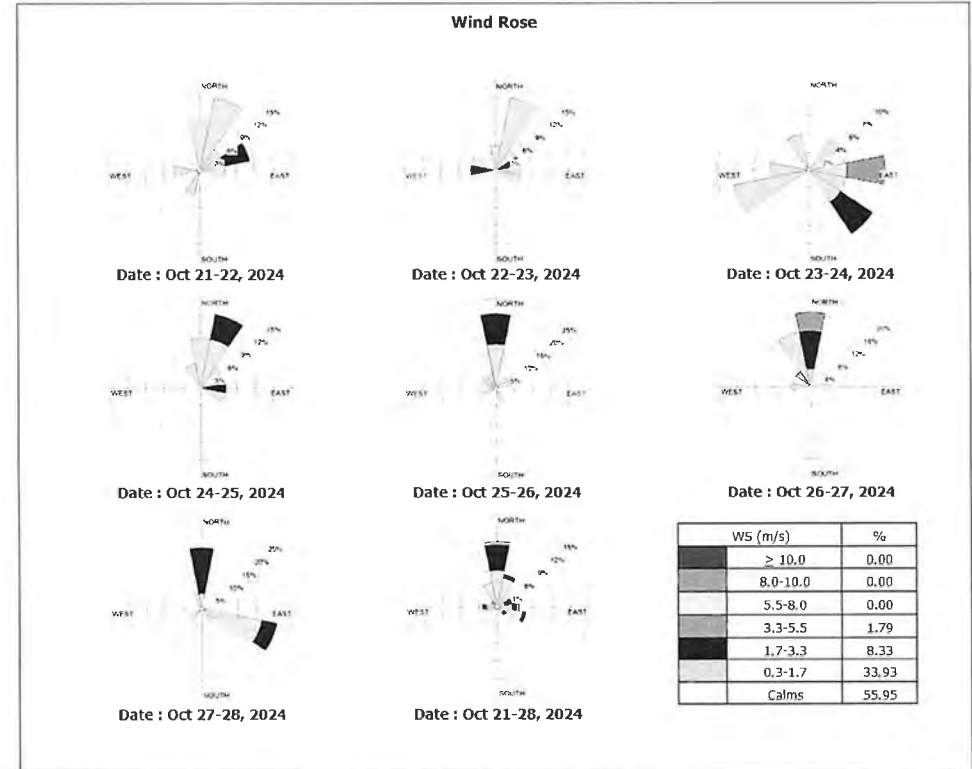 Wind Rose
NORTH
15%
12%
9%
6%
3%
WEST
EAST
SOUTH
Date : Oct 21-22, 2024
NORTH
15%
12%
9%
6%
3%
WEST
EAST
SOUTH
Date : Oct 22-23, 2024
NORTH
10%
WEST
EAST
SOUTH
Date : Oct 23-24, 2024
NORTH
15%
12%
9%
6%
3%
WEST
EAST
SOUTH
Date : Oct 24-25, 2024
NORTH
25%
20%
15%
10%
5%
WEST
EAST
SOUTH
Date : Oct 25-26, 2024
NORTH
20%
16%
12%
8%
4%
WEST
EAST
SOUTH
Date : Oct 26-27, 2024
NORTH
25%
20%
15%
10%
5%
WEST
EAST
SOUTH
Date : Oct 27-28, 2024
NORTH
15%
12%
9%
6%
WEST
EAST
SOUTH
Date : Oct 21-28, 2024
WS (m/s) %
≥ 10.0 0.00
8.0-10.0 0.00
5.5-8.0 0.00
3.3-5.5 1.79
1.7-3.3 8.33
0.3-1.7 33.93
Calms 55.95